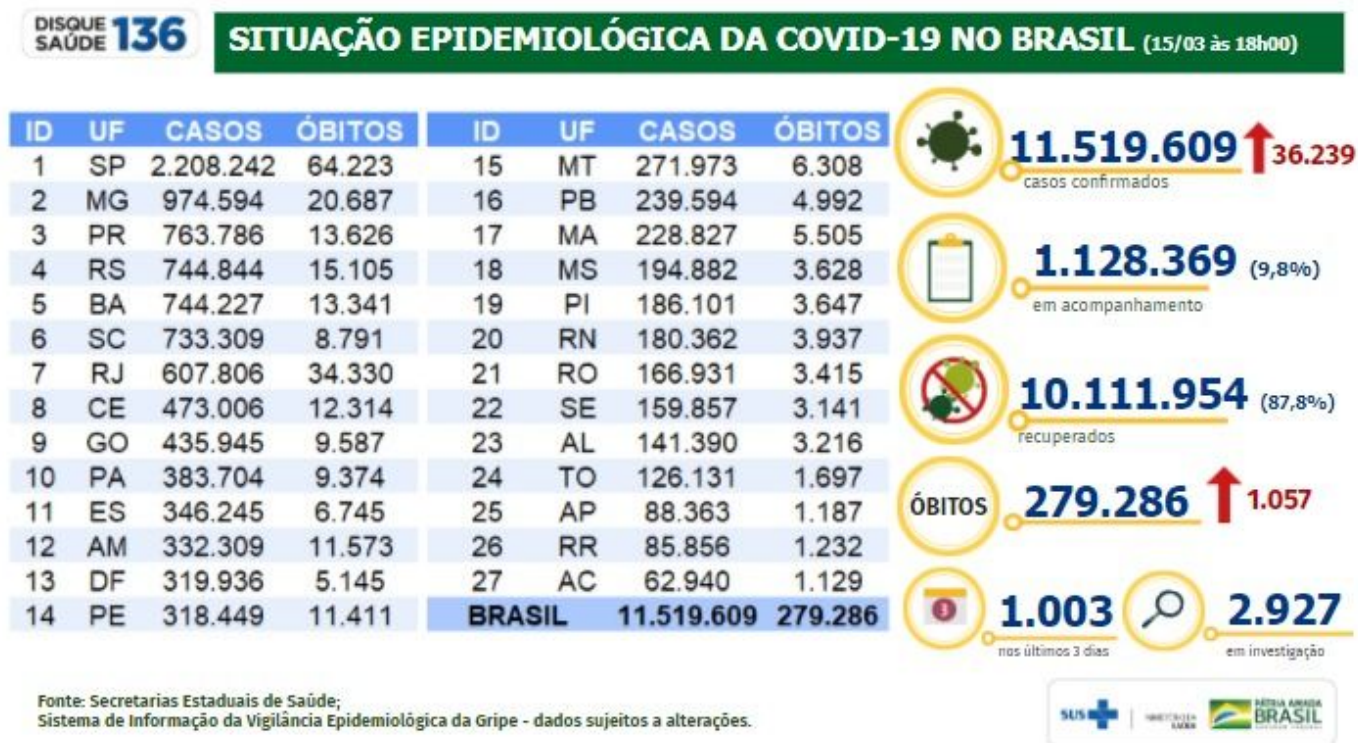 DISQUE SAÚDE 136
SITUAÇÃO EPIDEMIOLÓGICA DA COVID-19 NO BRASIL (15/03 às 18h00)
ID UF CASOS ÓBITOS ID UF CASOS ÓBITOS
1 SP 2.208.242 64.223 15 MT 271.973 6.308
2 MG 974.594 20.687 16 PB 239.594 4.992
3 PR 763.786 13.626 17 MA 228.827 5.505
4 RS 744.844 15.105 18 MS 194.882 3.628
5 BA 744.227 13.341 19 PI 186.101 3.647
6 SC 733.309 8.791 20 RN 180.362 3.937
7 RJ 607.806 34.330 21 RO 166.931 3.415
8 CE 473.006 12.314 22 SE 159.857 3.141
9 GO 435.945 9.587 23 AL 141.390 3.216
10 PA 383.704 9.374 24 TO 126.131 1.697
11 ES 346.245 6.745 25 AP 88.363 1.187
12 AM 332.309 11.573 26 RR 85.856 1.232
13 DF 319.936 5.145 27 AC 62.940 1.129
14 PE 318.449 11.411 BRASIL 11.519.609 279.286
11.519.609 36.239
casos confirmados
1.128.369 (9,8%)
em acompanhamento
10.111.954 (87,8%)
recuperados
ÓBITOS 279.286 1.057
3 1.003 2.927
nos últimos 3 dias em investigação
Fonte: Secretarias Estaduais de Saúde;
Sistema de Informação da Vigilância Epidemiológica da Gripe - dados sujeitos a alterações.
SUS
PÁTRIA AMADA
BRASIL